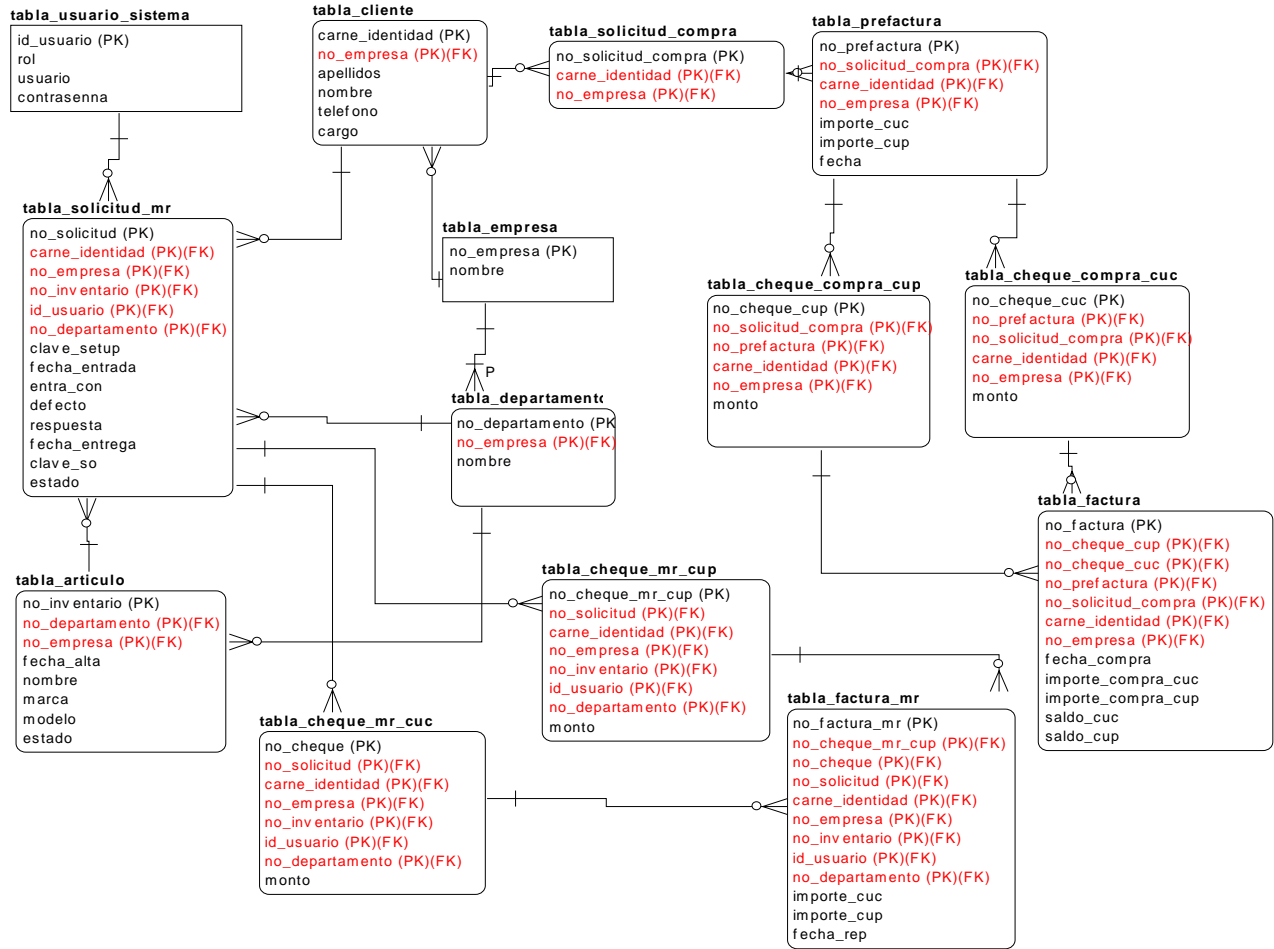 tabla_usuario_sistema
id_usuario (PK)
rol
usuario
contrasenna
tabla_cliente
carne_identidad (PK)
no_empresa (PK)(FK)
apellidos
nombre
telefono
cargo
tabla_solicitud_compra
no_solicitud_compra (PK)
carne_identidad (PK)(FK)
no_empresa (PK)(FK)
tabla_prefactura
no_prefactura (PK)
no_solicitud_compra (PK)(FK)
carne_identidad (PK)(FK)
no_empresa (PK)(FK)
importe_cuc
importe_cup
fecha
tabla_solicitud_mr
no_solicitud (PK)
carne_identidad (PK)(FK)
no_empresa (PK)(FK)
no_inventario (PK)(FK)
id_usuario (PK)(FK)
no_departamento (PK)(FK)
clave_setup
fecha_entrada
entra_con
defecto
respuesta
fecha_entrega
clave_so
estado
tabla_empresa
no_empresa (PK)
nombre
P
tabla_departamento
no_departamento (PK
no_empresa (PK)(FK)
nombre
tabla_cheque_compra_cup
no_cheque_cup (PK)
no_solicitud_compra (PK)(FK)
no_prefactura (PK)(FK)
carne_identidad (PK)(FK)
no_empresa (PK)(FK)
monto
tabla_cheque_compra_cuc
no_cheque_cuc (PK)
no_prefactura (PK)(FK)
no_solicitud_compra (PK)(FK)
carne_identidad (PK)(FK)
no_empresa (PK)(FK)
monto
tabla_factura
no_factura (PK)
no_cheque_cup (PK)(FK)
no_cheque_cuc (PK)(FK)
no_prefactura (PK)(FK)
no_solicitud_compra (PK)(FK)
carne_identidad (PK)(FK)
no_empresa (PK)(FK)
fecha_compra
importe_compra_cuc
importe_compra_cup
saldo_cuc
saldo_cup
tabla_articulo
no_inventario (PK)
no_departamento (PK)(FK)
no_empresa (PK)(FK)
fecha_alta
nombre
marca
modelo
estado
tabla_cheque_mr_cup
no_cheque_mr_cup (PK)
no_solicitud (PK)(FK)
carne_identidad (PK)(FK)
no_empresa (PK)(FK)
no_inventario (PK)(FK)
id_usuario (PK)(FK)
no_departamento (PK)(FK)
monto
tabla_cheque_mr_cuc
no_cheque (PK)
no_solicitud (PK)(FK)
carne_identidad (PK)(FK)
no_empresa (PK)(FK)
no_inventario (PK)(FK)
id_usuario (PK)(FK)
no_departamento (PK)(FK)
monto
tabla_factura_mr
no_factura_mr (PK)
no_cheque_mr_cup (PK)(FK)
no_cheque (PK)(FK)
no_solicitud (PK)(FK)
carne_identidad (PK)(FK)
no_empresa (PK)(FK)
no_inventario (PK)(FK)
id_usuario (PK)(FK)
no_departamento (PK)(FK)
importe_cuc
importe_cup
fecha_rep